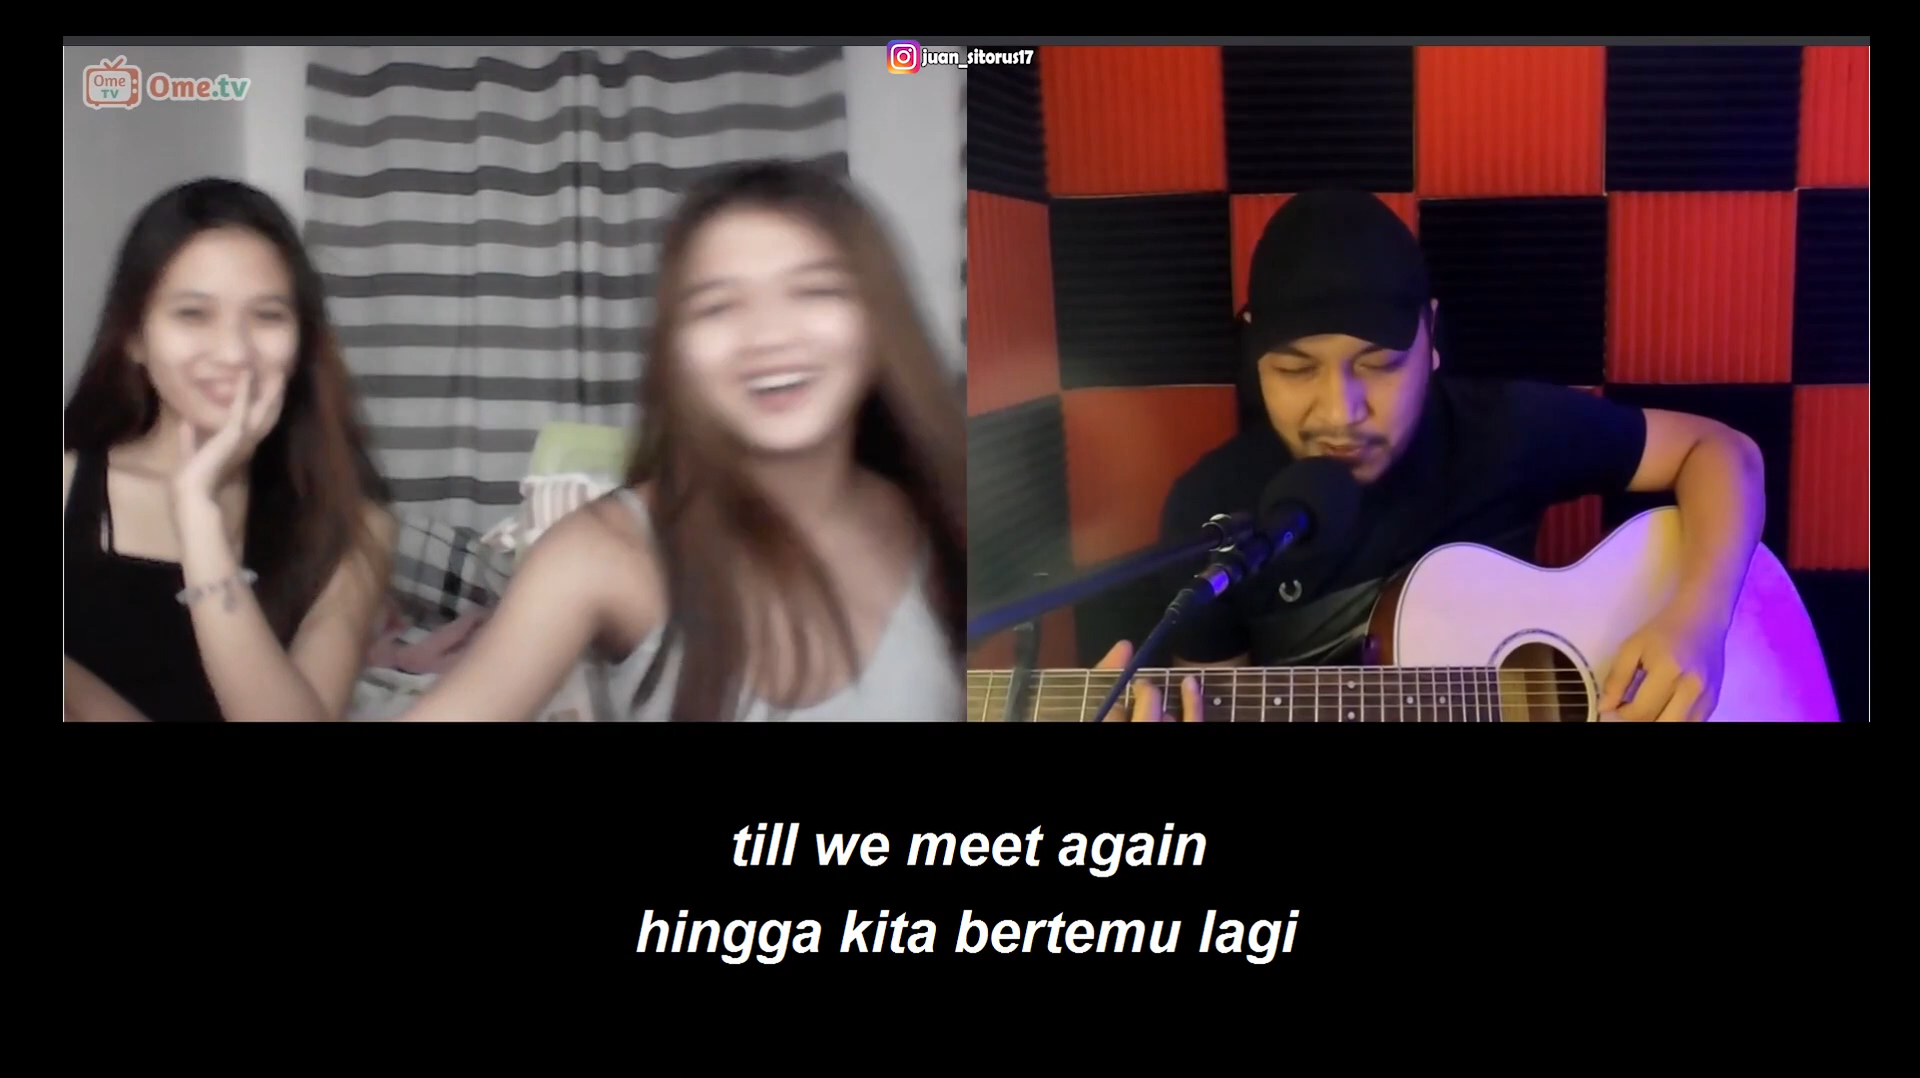 Ome TV Ome.tv
juan_sitorus17
till we meet again
hingga kita bertemu lagi